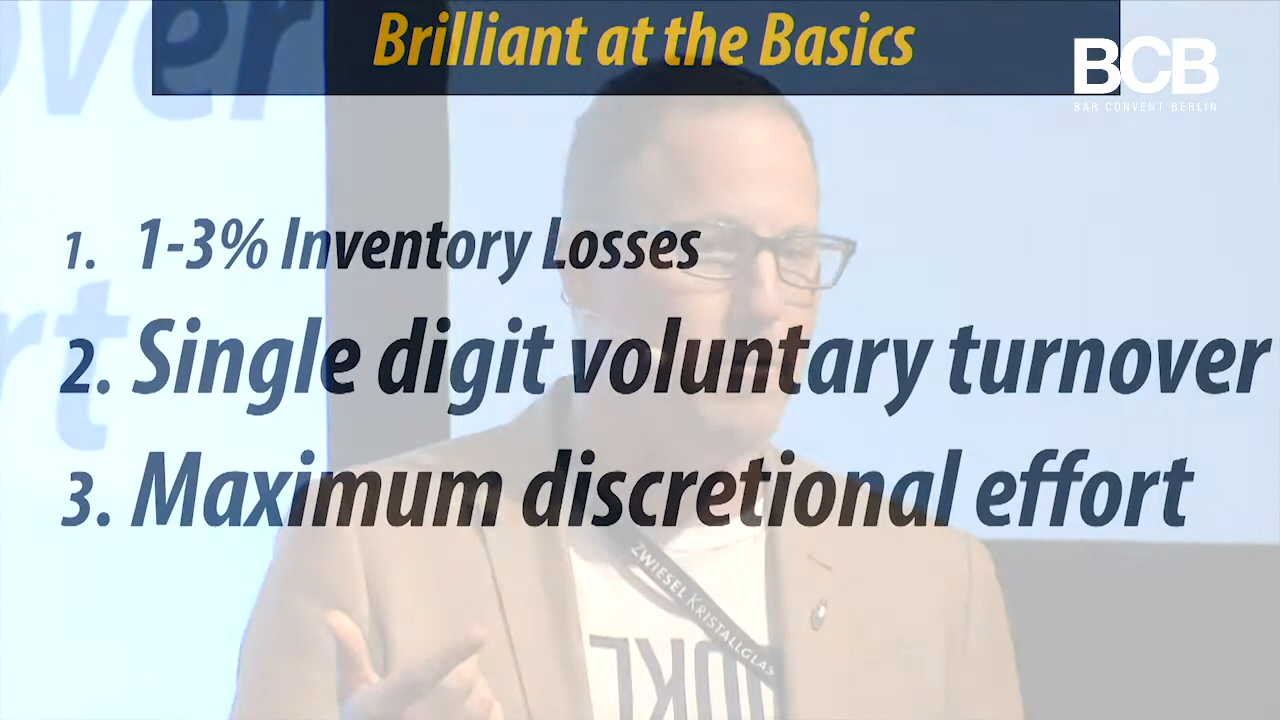 Brilliant at the Basics
BCB
BAR CONVENT BERLIN
1. 1-3% Inventory Losses
2. Single digit voluntary turnover
3. Maximum discretional effort
ZWIESEL KRISTALLGLAS